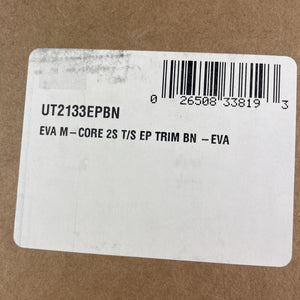 0 26508 33819 3
UT2133EPBN
EVA M-CORE 2S T/S EP TRIM BN -EVA